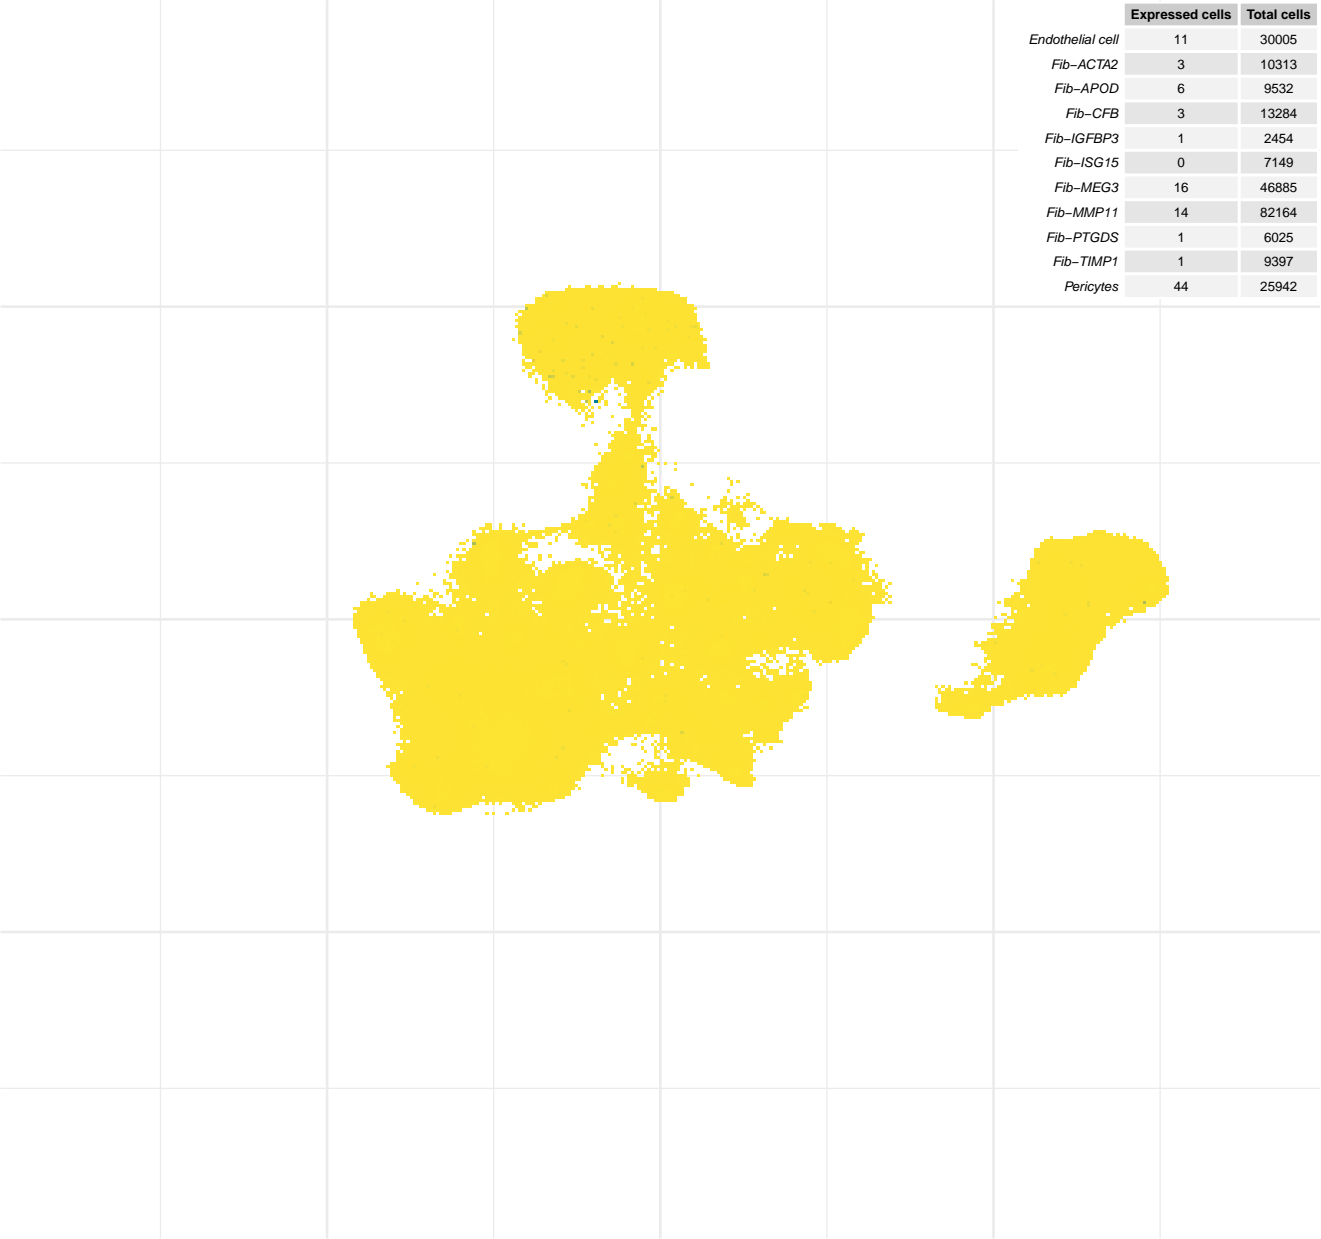 Expressed cells Total cells
Endothelial cell 11 30005
Fib−ACTA2 3 10313
Fib−APOD 6 9532
Fib−CFB 3 13284
Fib−IGFBP3 1 2454
Fib−ISG15 0 7149
Fib−MEG3 16 46885
Fib−MMP11 14 82164
Fib−PTGDS 1 6025
Fib−TIMP1 1 9397
Pericytes 44 25942